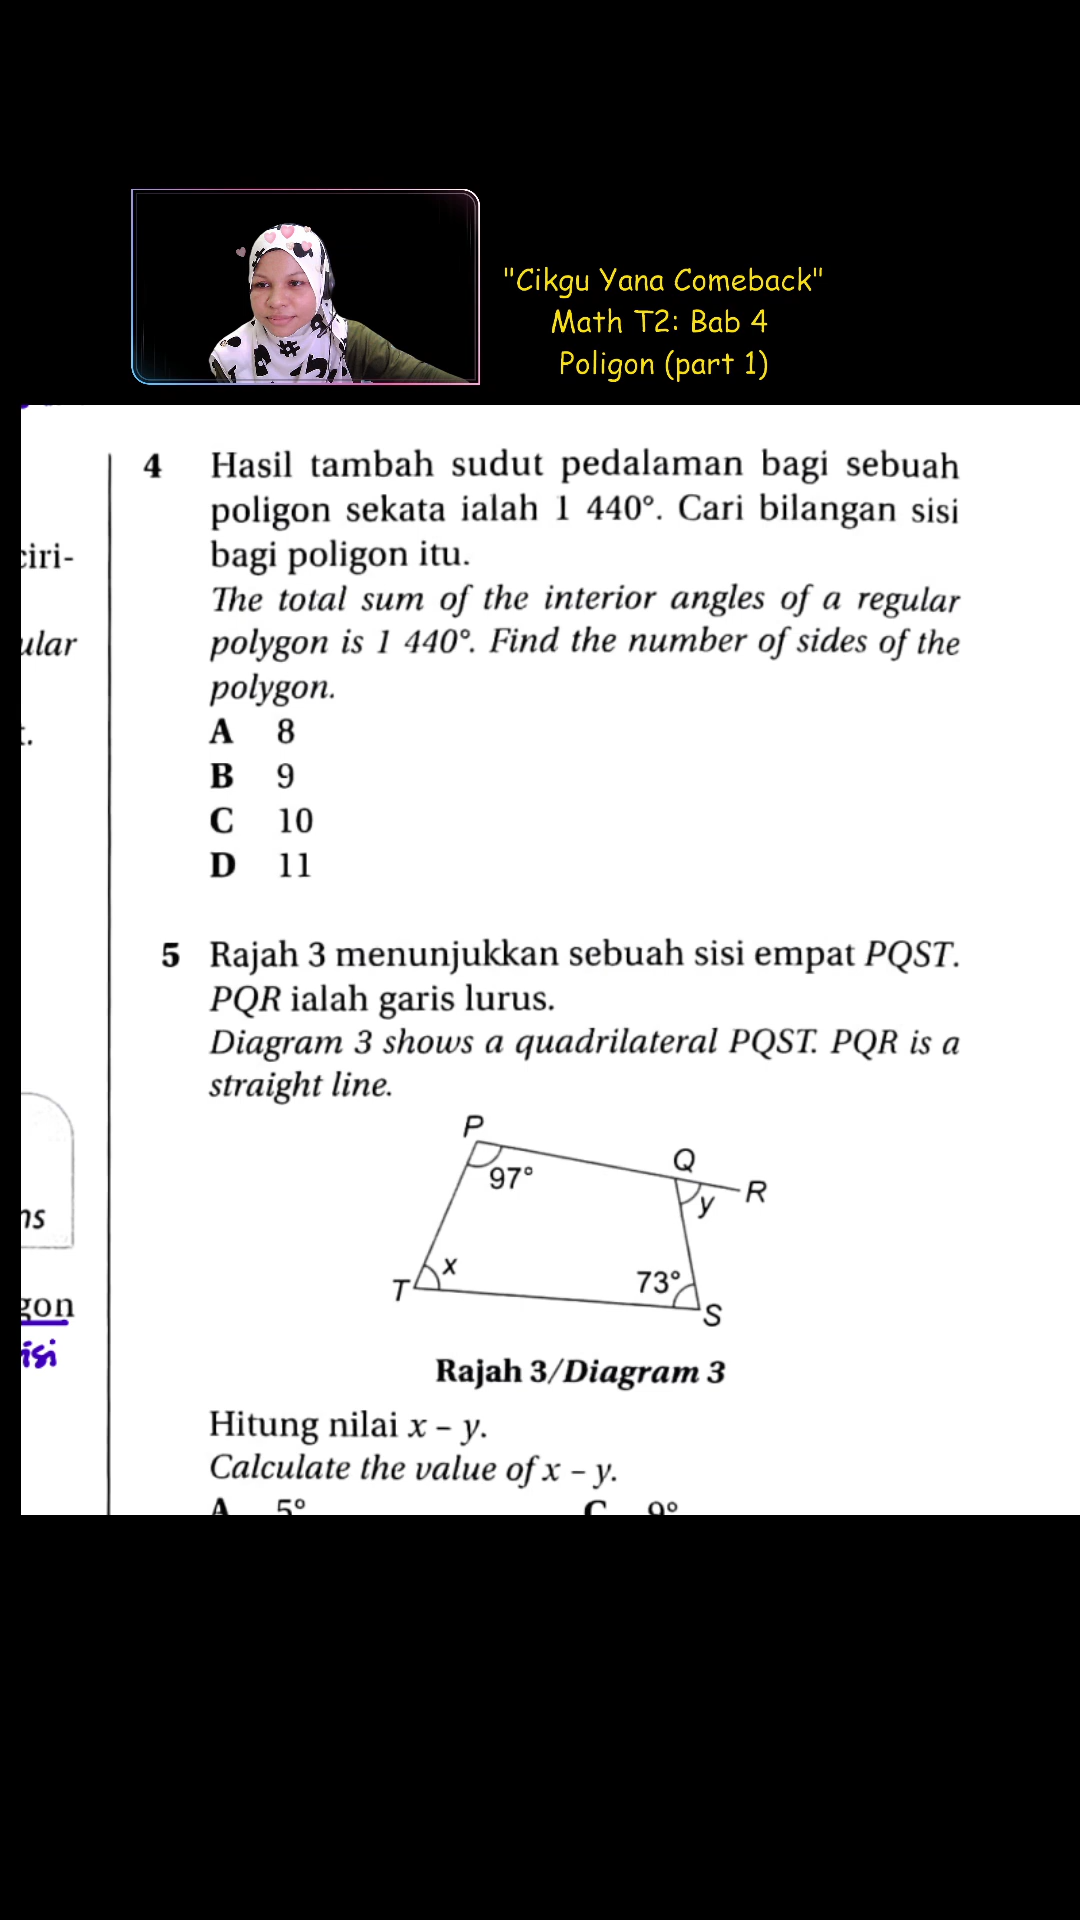 "Cikgu Yana Comeback"
Math T2: Bab 4
Poligon (part 1)
4 Hasil tambah sudut pedalaman bagi sebuah
poligon sekata ialah 1 440°. Cari bilangan sisi
bagi poligon itu.
The total sum of the interior angles of a regular
polygon is 1 440°. Find the number of sides of the
polygon.
A 8
B 9
C 10
D 11
5 Rajah 3 menunjukkan sebuah sisi empat PQST.
PQR ialah garis lurus.
Diagram 3 shows a quadrilateral PQST. PQR is a
straight line.
P
Q
97°
R
y
x
73°
T
S
Rajah 3/Diagram 3
Hitung nilai x – y.
Calculate the value of x – y.
A 5°